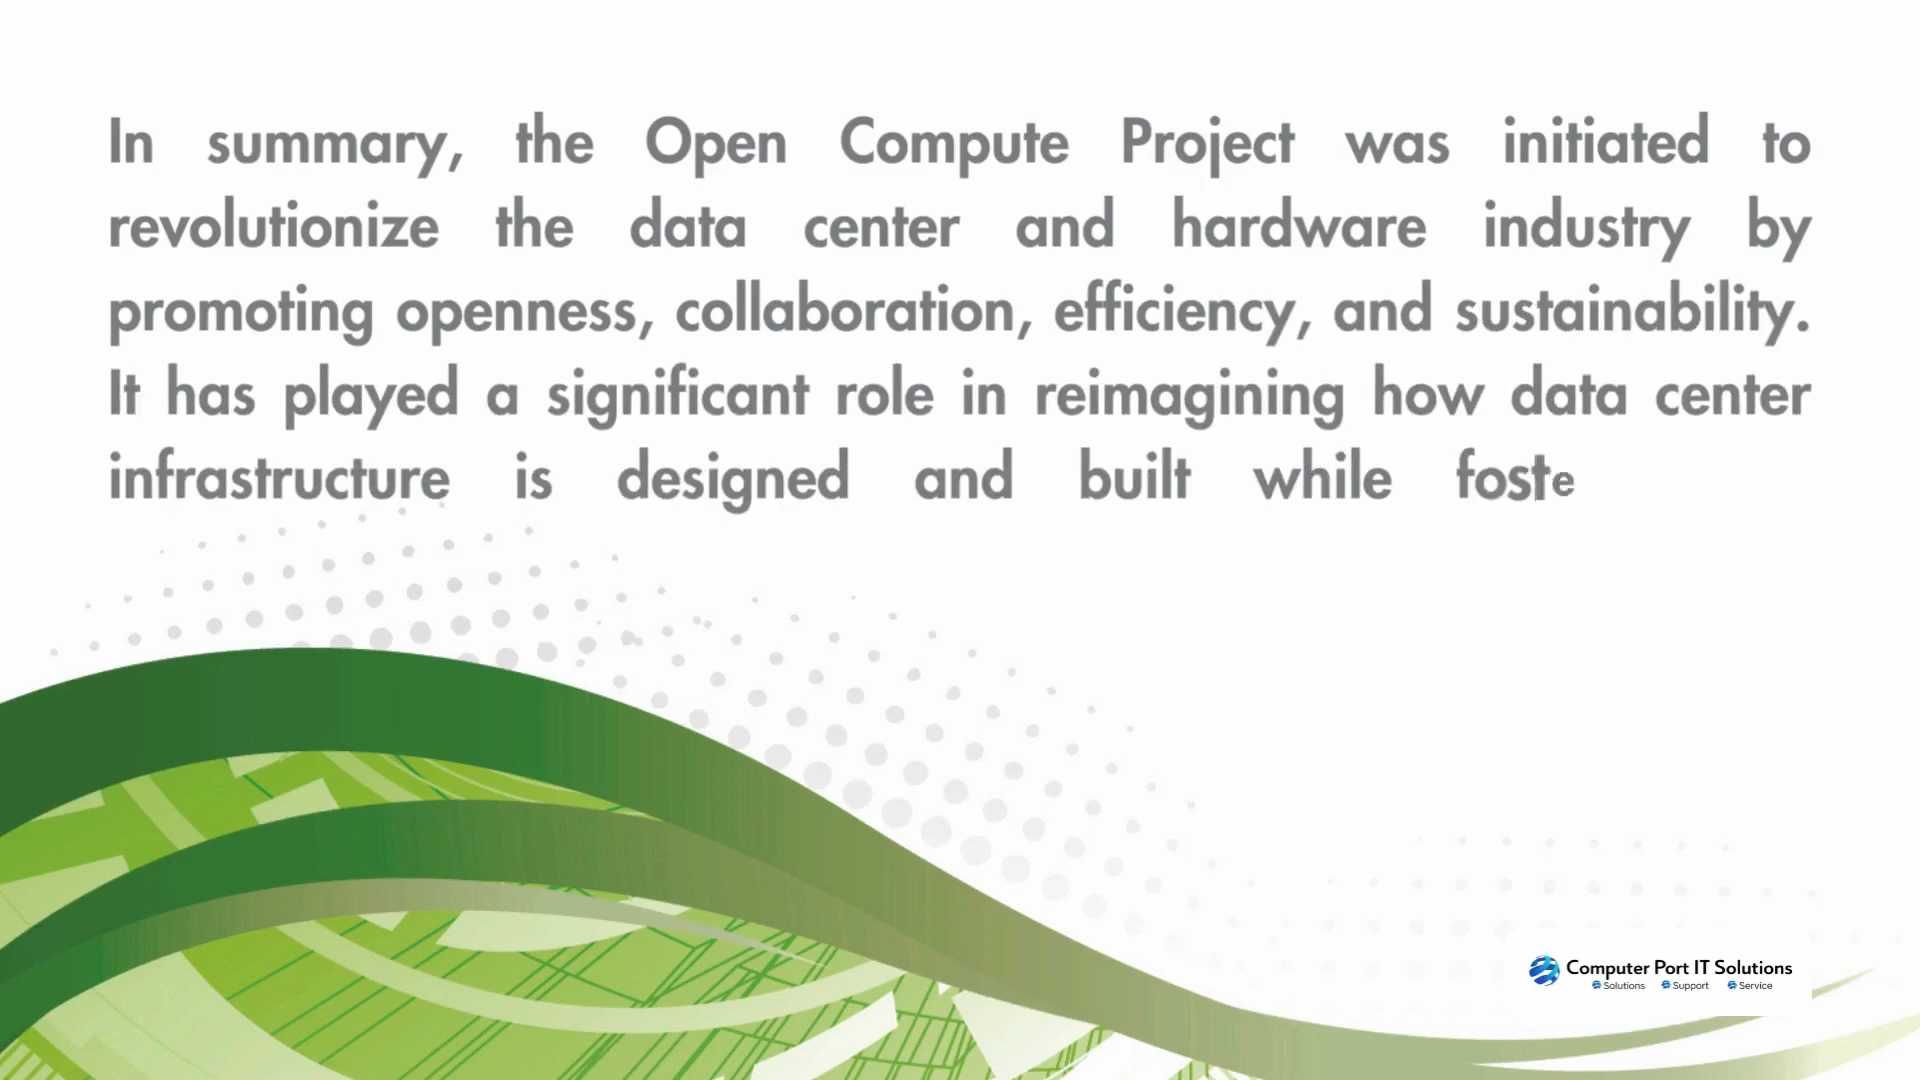 In summary, the Open Compute Project was initiated to
revolutionize the data center and hardware industry by
promoting openness, collaboration, efficiency, and sustainability.
It has played a significant role in reimagining how data center
infrastructure is designed and built while foste
Computer Port IT Solutions
Solutions Support Service